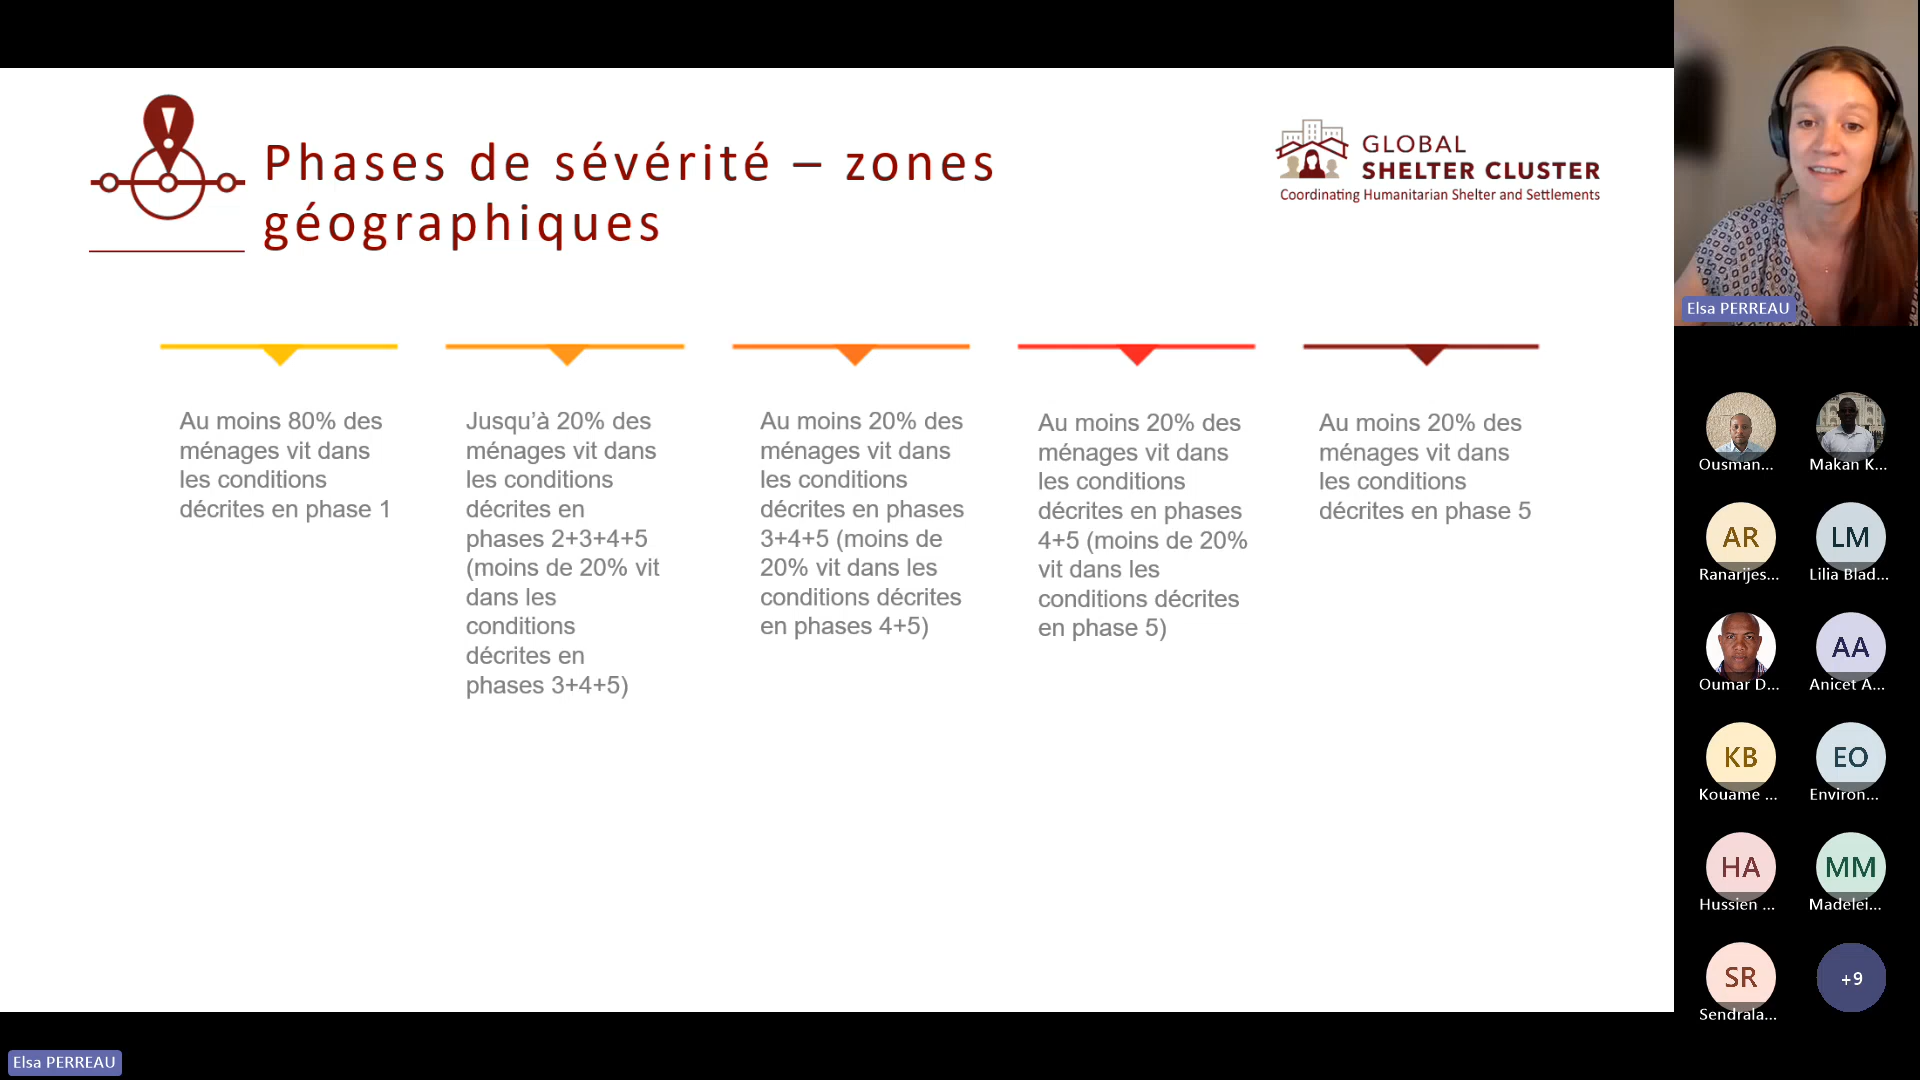 Phases de sévérité – zones
géographiques
GLOBAL
SHELTER CLUSTER
Coordinating Humanitarian Shelter and Settlements
Au moins 80% des
ménages vit dans
les conditions
décrites en phase 1
Jusqu’à 20% des
ménages vit dans
les conditions
décrites en
phases 2+3+4+5
(moins de 20% vit
dans les
conditions
décrites en
phases 3+4+5)
Au moins 20% des
ménages vit dans
les conditions
décrites en phases
3+4+5 (moins de
20% vit dans les
conditions décrites
en phases 4+5)
Au moins 20% des
ménages vit dans
les conditions
décrites en phases
4+5 (moins de 20%
vit dans les
conditions décrites
en phase 5)
Au moins 20% des
ménages vit dans
les conditions
décrites en phase 5
Elsa PERREAU
Ousman...
Makan K...
AR
Ranarijes...
LM
Lilia Blad...
Oumar D...
AA
Anicet A...
KB
Kouame ...
EO
Environ...
HA
Hussien ...
MM
Madelei...
SR
Sendrala...
+9
Elsa PERREAU